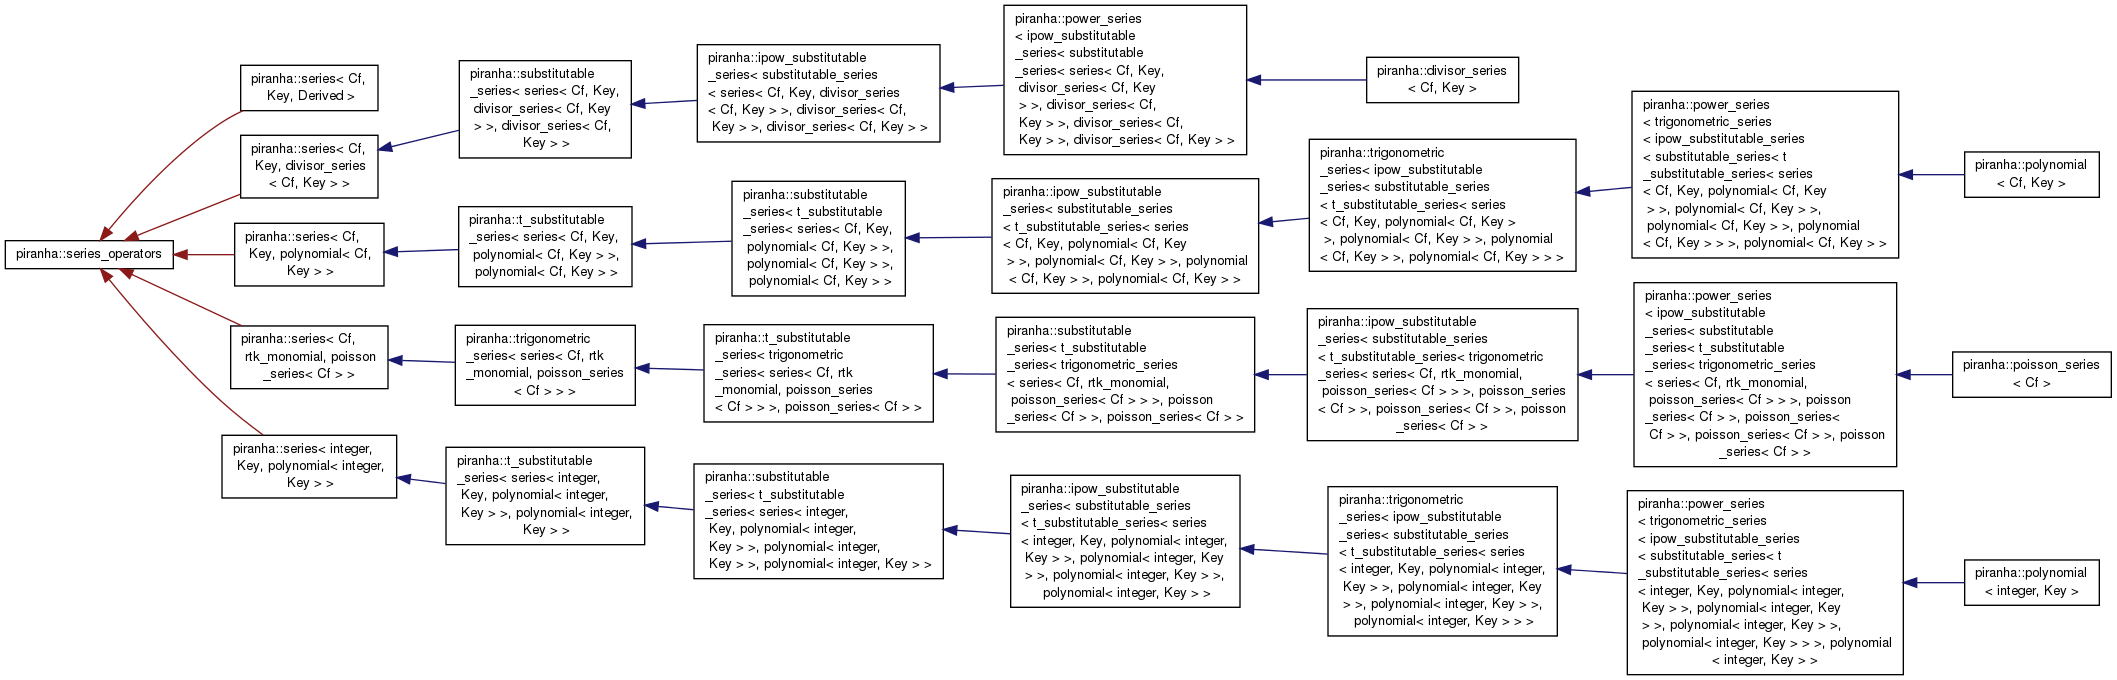 piranha::series_operators
piranha::series< Cf,
Key, Derived >
piranha::series< Cf,
Key, divisor_series
< Cf, Key > >
piranha::substitutable
_series< series< Cf, Key,
divisor_series< Cf, Key
> >, divisor_series< Cf,
Key > >
piranha::ipow_substitutable
_series< substitutable_series
< series< Cf, Key, divisor_series
< Cf, Key > >, divisor_series< Cf,
Key > >, divisor_series< Cf, Key > >
piranha::power_series
< ipow_substitutable
_series< substitutable
_series< series< Cf, Key,
divisor_series< Cf, Key
> >, divisor_series< Cf,
Key > >, divisor_series< Cf,
Key > >, divisor_series< Cf, Key > >
piranha::divisor_series
< Cf, Key >
piranha::series< Cf,
Key, polynomial< Cf,
Key > >
piranha::t_substitutable
_series< series< Cf, Key,
polynomial< Cf, Key > >,
polynomial< Cf, Key > >
piranha::substitutable
_series< t_substitutable
_series< series< Cf, Key,
polynomial< Cf, Key > >,
polynomial< Cf, Key > >,
polynomial< Cf, Key > >
piranha::ipow_substitutable
_series< substitutable_series
< t_substitutable_series< series
< Cf, Key, polynomial< Cf, Key
> >, polynomial< Cf, Key > >, polynomial
< Cf, Key > >, polynomial< Cf, Key > >
piranha::trigonometric
_series< ipow_substitutable
_series< substitutable_series
< t_substitutable_series< series
< Cf, Key, polynomial< Cf, Key >
>, polynomial< Cf, Key > >, polynomial
< Cf, Key > >, polynomial< Cf, Key > > >
piranha::power_series
< trigonometric_series
< ipow_substitutable_series
< substitutable_series< t
_substitutable_series< series
< Cf, Key, polynomial< Cf, Key
> >, polynomial< Cf, Key > >,
polynomial< Cf, Key > >, polynomial
< Cf, Key > > >, polynomial< Cf, Key > >
piranha::polynomial
< Cf, Key >
piranha::series< Cf,
rtk_monomial, poisson
_series< Cf > >
piranha::trigonometric
_series< series< Cf, rtk
_monomial, poisson_series
< Cf > > >
piranha::t_substitutable
_series< trigonometric
_series< series< Cf, rtk
_monomial, poisson_series
< Cf > > >, poisson_series< Cf > >
piranha::substitutable
_series< t_substitutable
_series< trigonometric_series
< series< Cf, rtk_monomial,
poisson_series< Cf > > >, poisson
_series< Cf > >, poisson_series< Cf > >
piranha::ipow_substitutable
_series< substitutable_series
< t_substitutable_series< trigonometric
_series< series< Cf, rtk_monomial,
poisson_series< Cf > > >, poisson_series
< Cf > >, poisson_series< Cf > >, poisson
_series< Cf > >
piranha::power_series
< ipow_substitutable
_series< substitutable
_series< t_substitutable
_series< trigonometric_series
< series< Cf, rtk_monomial,
poisson_series< Cf > > >, poisson
_series< Cf > >, poisson_series<
Cf > >, poisson_series< Cf > >, poisson
_series< Cf > >
piranha::poisson_series
< Cf >
piranha::series< integer,
Key, polynomial< integer,
Key > >
piranha::t_substitutable
_series< series< integer,
Key, polynomial< integer,
Key > >, polynomial< integer,
Key > >
piranha::substitutable
_series< t_substitutable
_series< series< integer,
Key, polynomial< integer,
Key > >, polynomial< integer,
Key > >, polynomial< integer, Key > >
piranha::ipow_substitutable
_series< substitutable_series
< t_substitutable_series< series
< integer, Key, polynomial< integer,
Key > >, polynomial< integer, Key
> >, polynomial< integer, Key > >,
polynomial< integer, Key > >
piranha::trigonometric
_series< ipow_substitutable
_series< substitutable_series
< t_substitutable_series< series
< integer, Key, polynomial< integer,
Key > >, polynomial< integer, Key
> >, polynomial< integer, Key > >,
polynomial< integer, Key > > >
piranha::power_series
< trigonometric_series
< ipow_substitutable_series
< substitutable_series< t
_substitutable_series< series
< integer, Key, polynomial< integer,
Key > >, polynomial< integer, Key
> >, polynomial< integer, Key > >,
polynomial< integer, Key > > >, polynomial
< integer, Key > >
piranha::polynomial
< integer, Key >